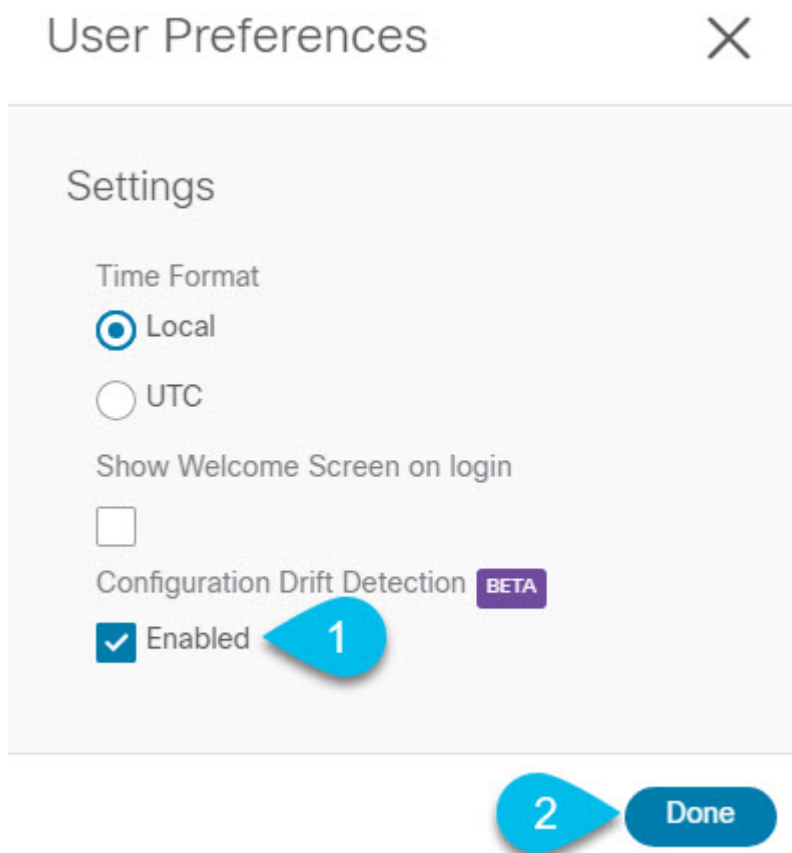 User Preferences
Settings
Time Format
Local
UTC
Show Welcome Screen on login
Configuration Drift Detection BETA
Enabled 1
2 Done